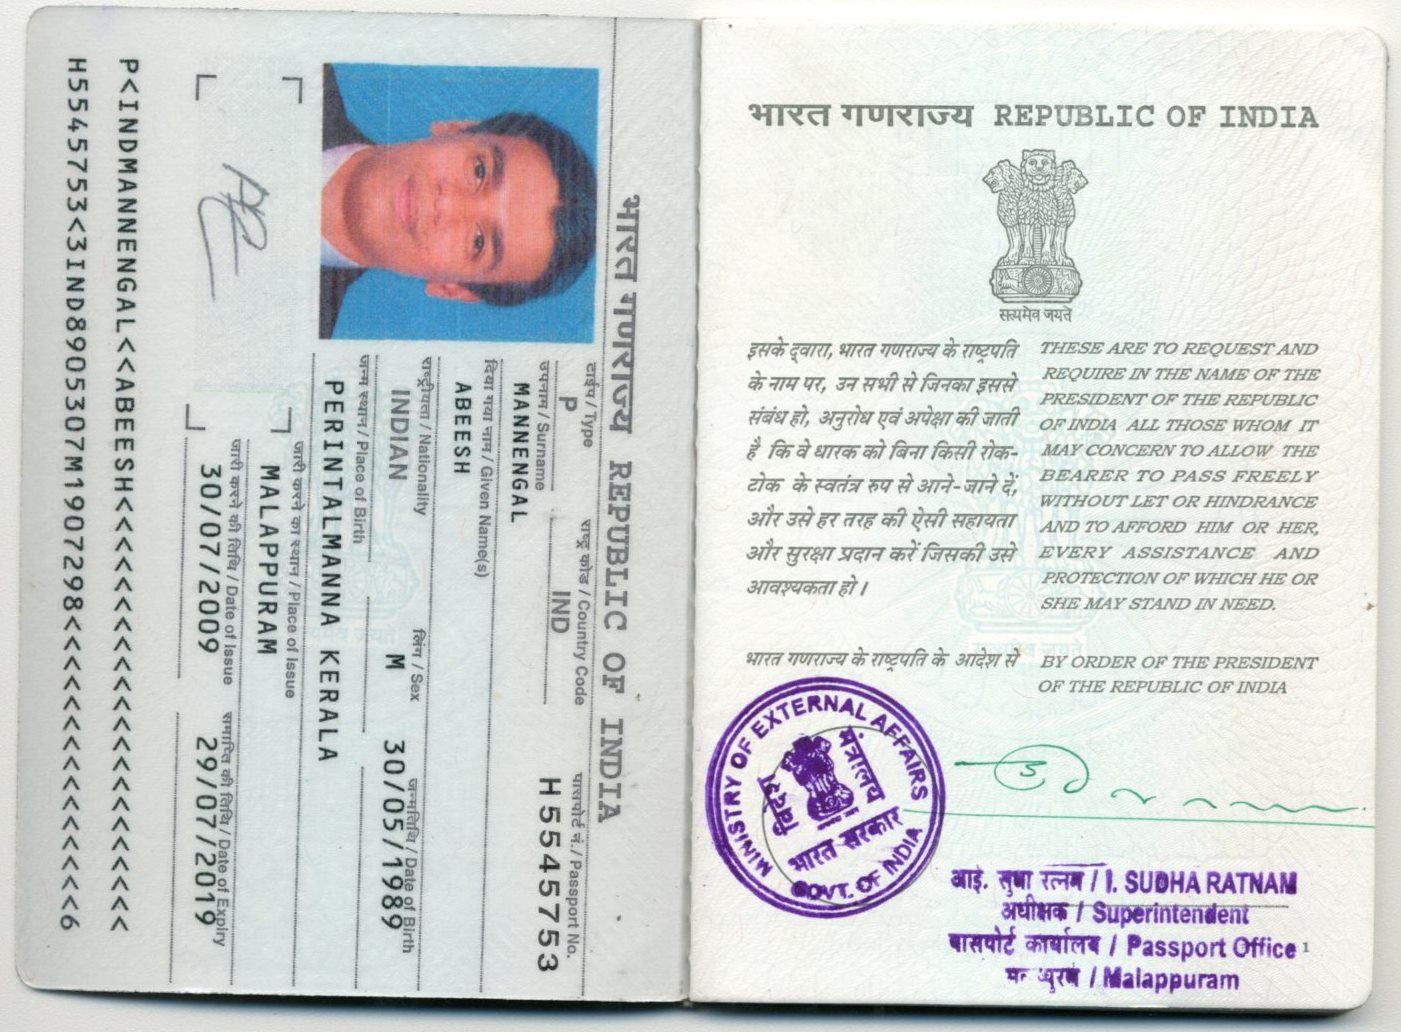 भारत गणराज्य REPUBLIC OF INDIA
टाईप / Type
P
राष्ट्र कोड / Country Code
IND
पासपोर्ट नं. / Passport No.
H5545753
उपनाम / Surname
MANNENGAL
दिया गया नाम / Given Name(s)
ABEESH
राष्ट्रीयता / Nationality
INDIAN
लिंग / Sex
M
जन्मतिथि / Date of Birth
30/05/1989
जन्म स्थान / Place of Birth
PERINTALMANNA KERALA
जारी करने का स्थान / Place of Issue
MALAPPURAM
जारी करने की तिथि / Date of Issue
30/07/2009
समाप्ति की तिथि / Date of Expiry
29/07/2019
P<INDMANNENGAL<<ABEESH<<<<<<<<<<<<<<<<<<<<<<
H5545753<3IND8905307M1907298<<<<<<<<<<<<<<<6
भारत गणराज्य REPUBLIC OF INDIA
सत्यमेव जयते
इसके द्वारा, भारत गणराज्य के राष्ट्रपति
के नाम पर, उन सभी से जिनका इससे
संबंध हो, अनुरोध एवं अपेक्षा की जाती
है कि वे धारक को बिना किसी रोक-
टोक के स्वतंत्र रुप से आने-जाने दें,
और उसे हर तरह की ऐसी सहायता
और सुरक्षा प्रदान करें जिसकी उसे
आवश्यकता हो।
THESE ARE TO REQUEST AND
REQUIRE IN THE NAME OF THE
PRESIDENT OF THE REPUBLIC
OF INDIA ALL THOSE WHOM IT
MAY CONCERN TO ALLOW THE
BEARER TO PASS FREELY
WITHOUT LET OR HINDRANCE
AND TO AFFORD HIM OR HER,
EVERY ASSISTANCE AND
PROTECTION OF WHICH HE OR
SHE MAY STAND IN NEED.
भारत गणराज्य के राष्ट्रपति के आदेश से
BY ORDER OF THE PRESIDENT
OF THE REPUBLIC OF INDIA
MINISTRY OF EXTERNAL AFFAIRS
विदेश मंत्रालय
भारत सरकार
GOVT. OF INDIA
आई. सुधा रत्नम / I. SUDHA RATNAM
अधीक्षक / Superintendent
पासपोर्ट कार्यालय / Passport Office
1
/ Malappuram